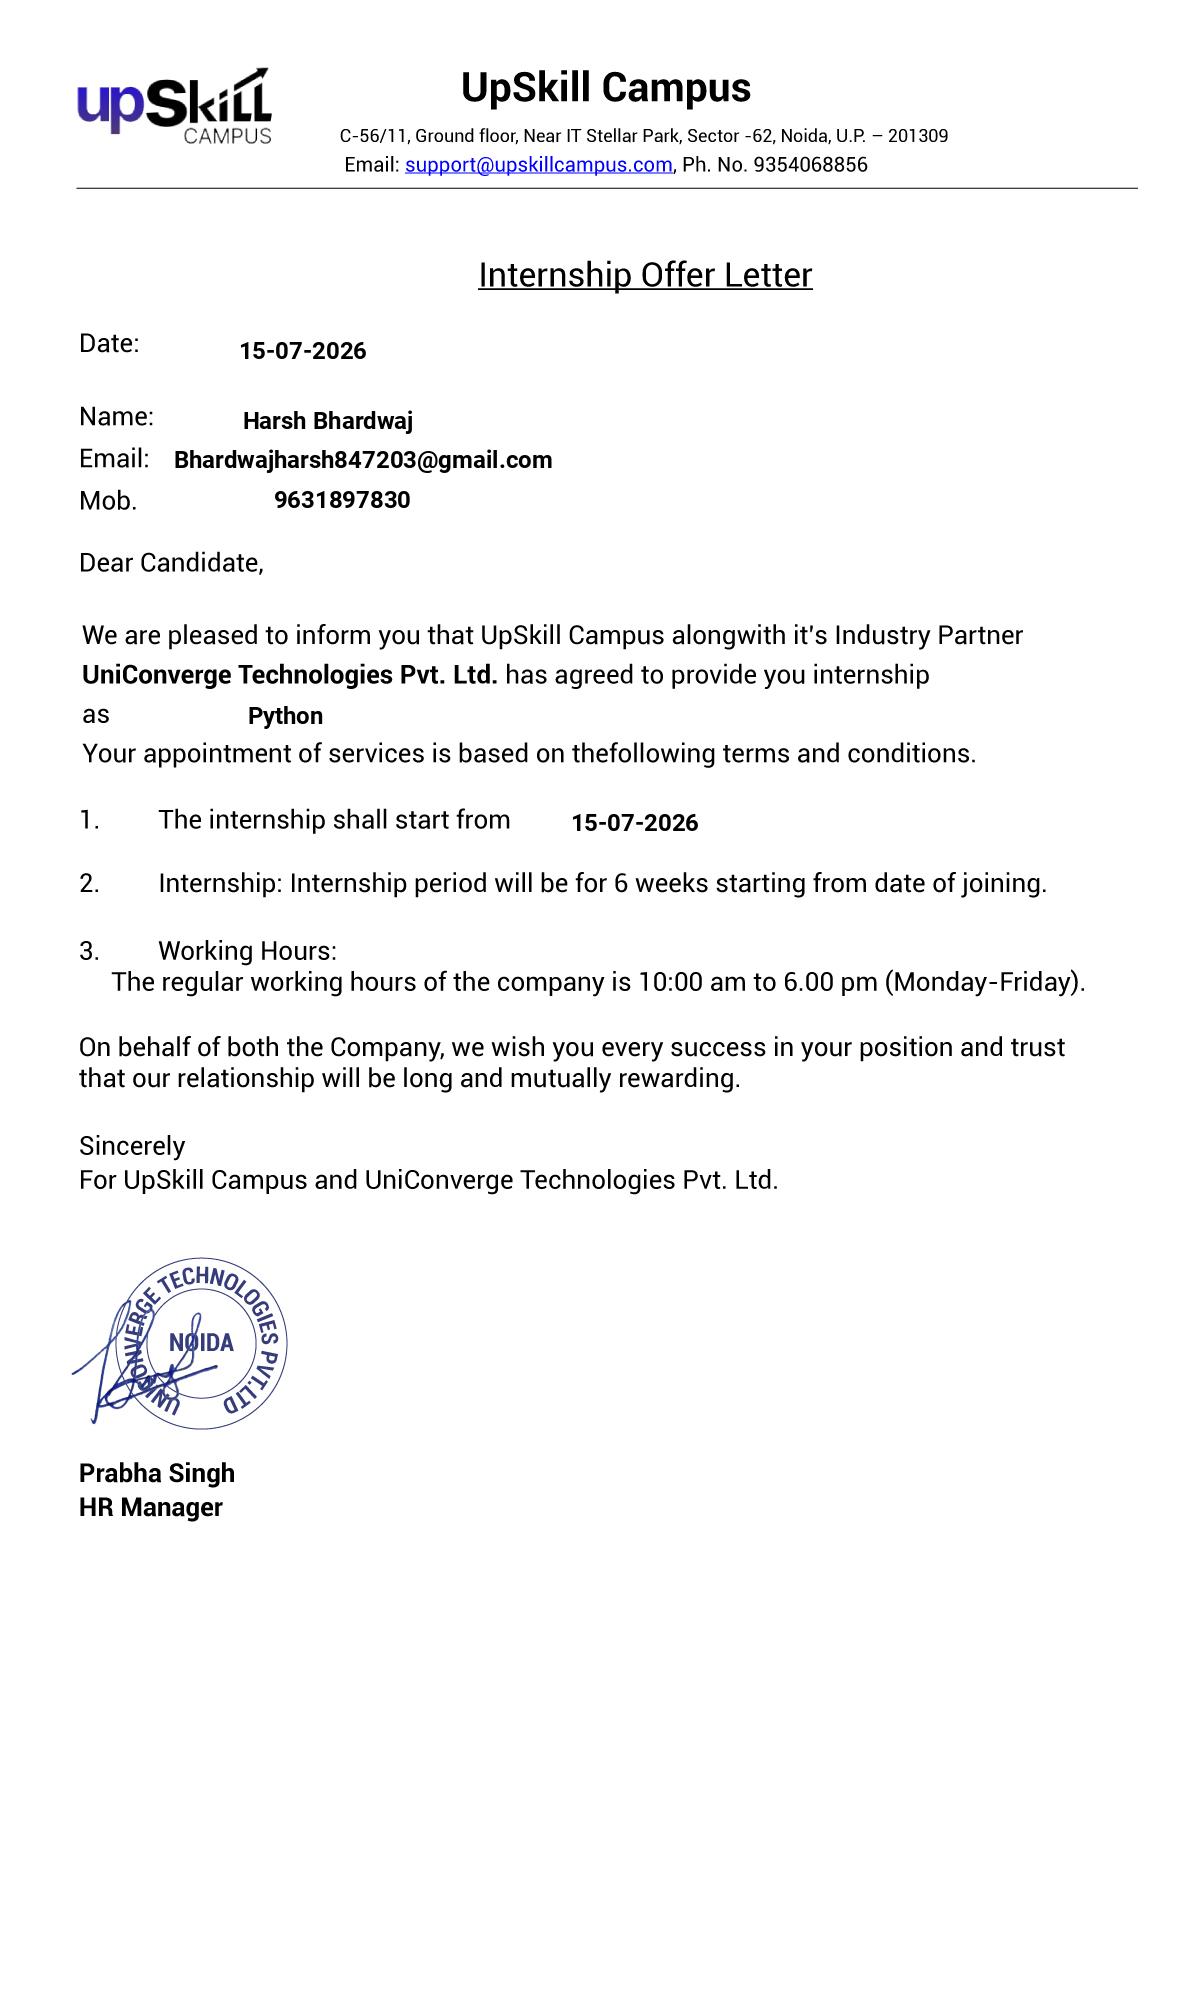 upSkill
CAMPUS
UpSkill Campus
C-56/11, Ground floor, Near IT Stellar Park, Sector -62, Noida, U.P. – 201309
Email: support@upskillcampus.com, Ph. No. 9354068856
Internship Offer Letter
Date: 15-07-2026
Name: Harsh Bhardwaj
Email: Bhardwajharsh847203@gmail.com
Mob. 9631897830
Dear Candidate,
We are pleased to inform you that UpSkill Campus alongwith it's Industry Partner
UniConverge Technologies Pvt. Ltd. has agreed to provide you internship
as Python
Your appointment of services is based on thefollowing terms and conditions.
1. The internship shall start from 15-07-2026
2. Internship: Internship period will be for 6 weeks starting from date of joining.
3. Working Hours:
The regular working hours of the company is 10:00 am to 6.00 pm (Monday-Friday).
On behalf of both the Company, we wish you every success in your position and trust
that our relationship will be long and mutually rewarding.
Sincerely
For UpSkill Campus and UniConverge Technologies Pvt. Ltd.
UNICONVERGE TECHNOLOGIES PVT.LTD
NOIDA
Prabha Singh
HR Manager